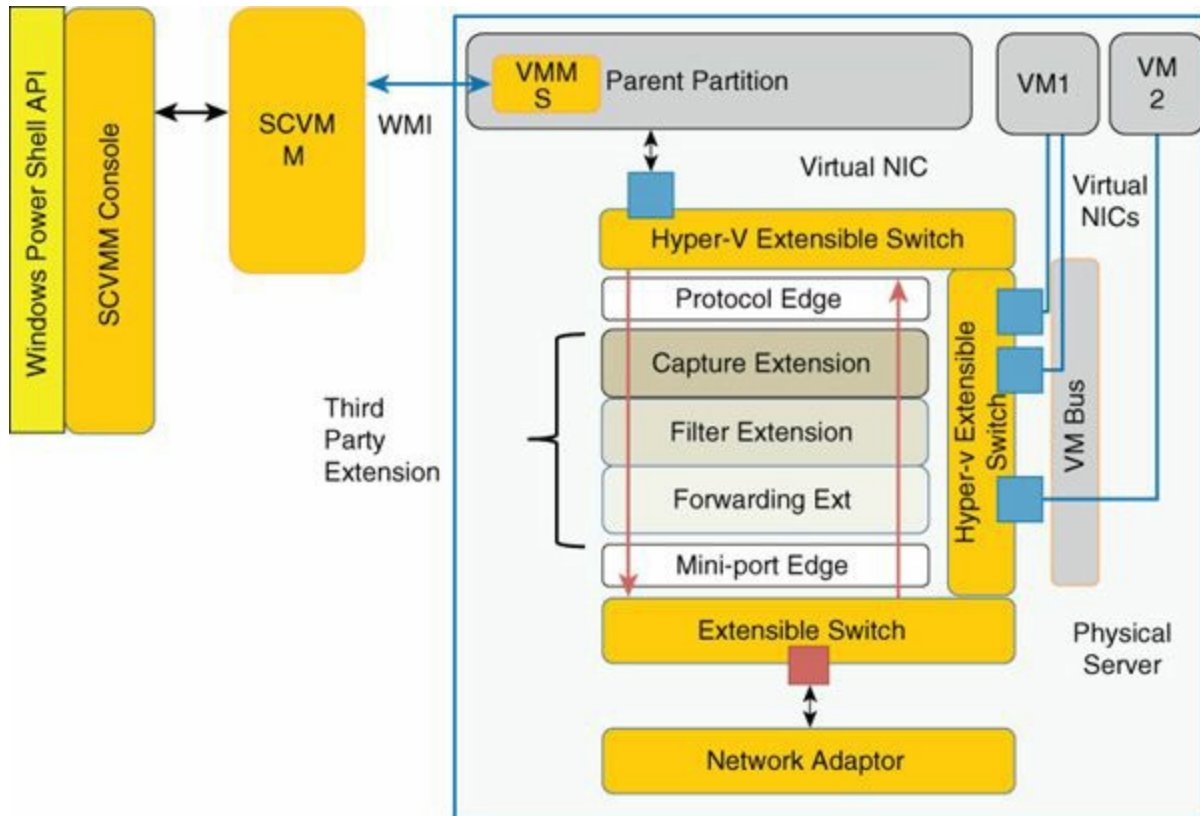 Windows Power Shell API
SCVMM Console
SCVM
M
WMI
VMM
S
Parent Partition
VM1
VM
2
Virtual NIC
Virtual
NICs
Hyper-V Extensible Switch
Protocol Edge
Capture Extension
Filter Extension
Forwarding Ext
Mini-port Edge
Third
Party
Extension
Hyper-v Extensible
Switch
VM Bus
Extensible Switch
Physical
Server
Network Adaptor